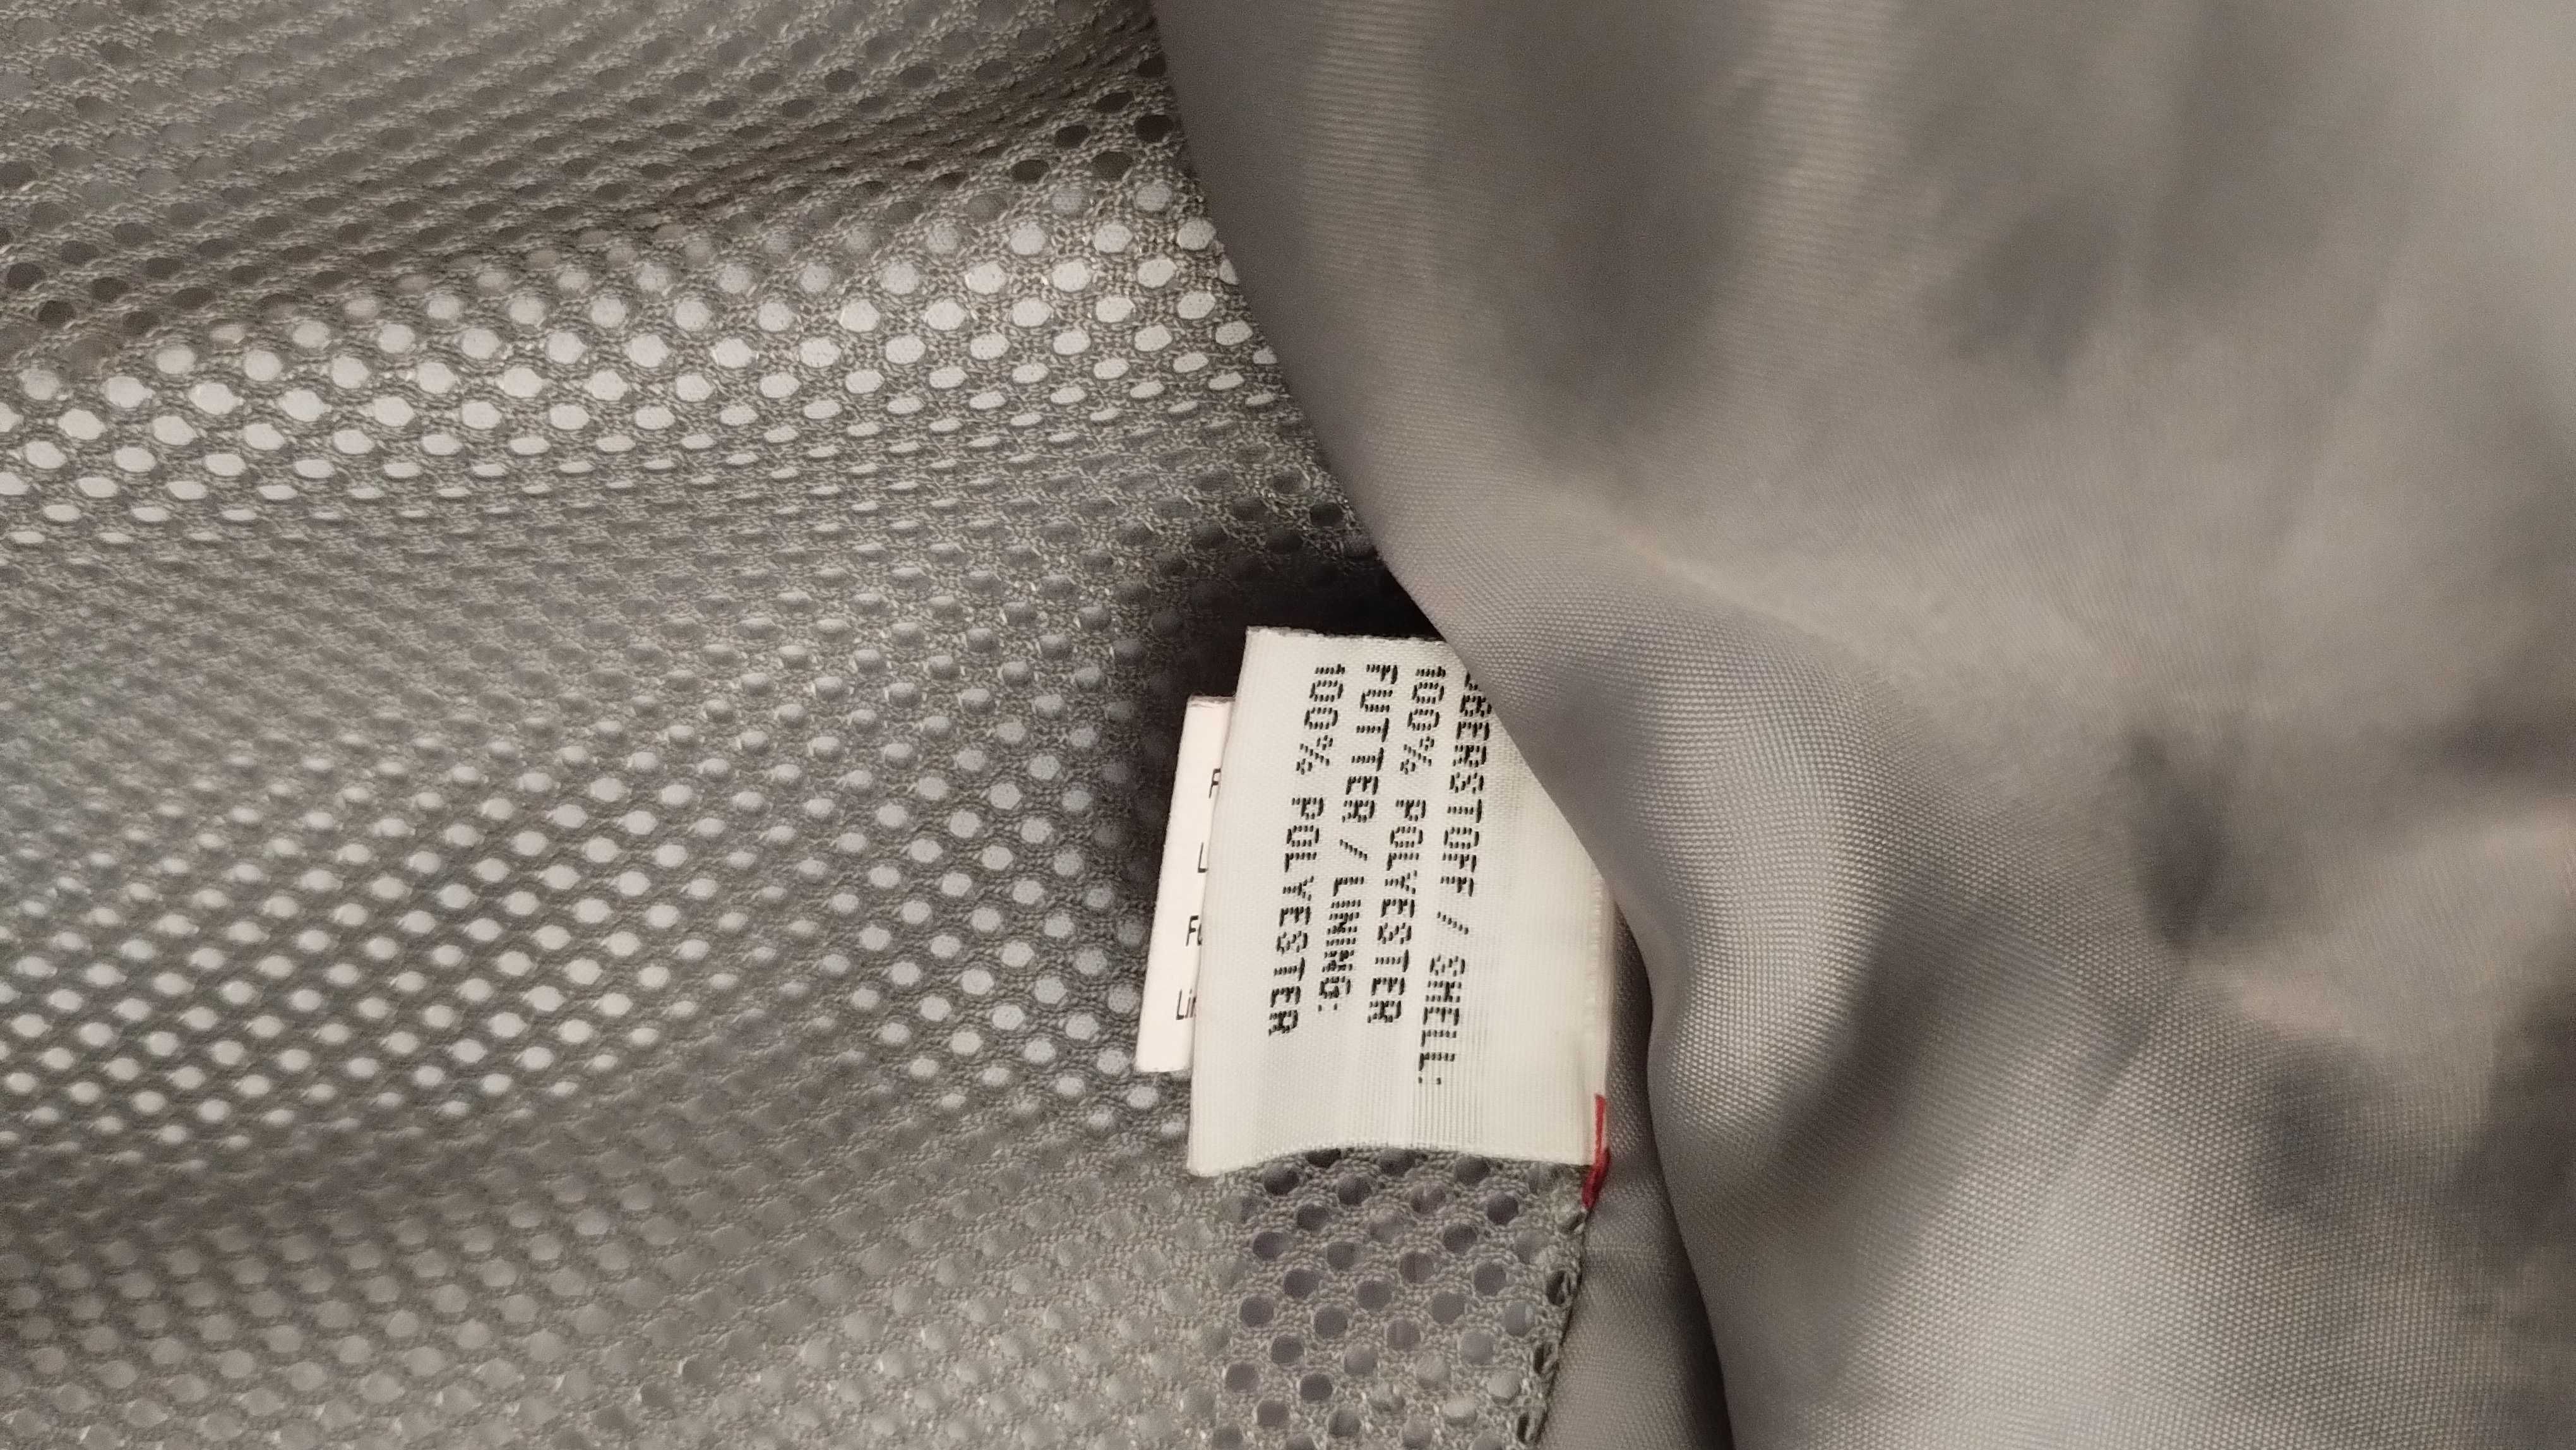 OBERSTOFF / SHELL:
100% POLYESTER
FUTTER / LINING:
100% POLYESTER